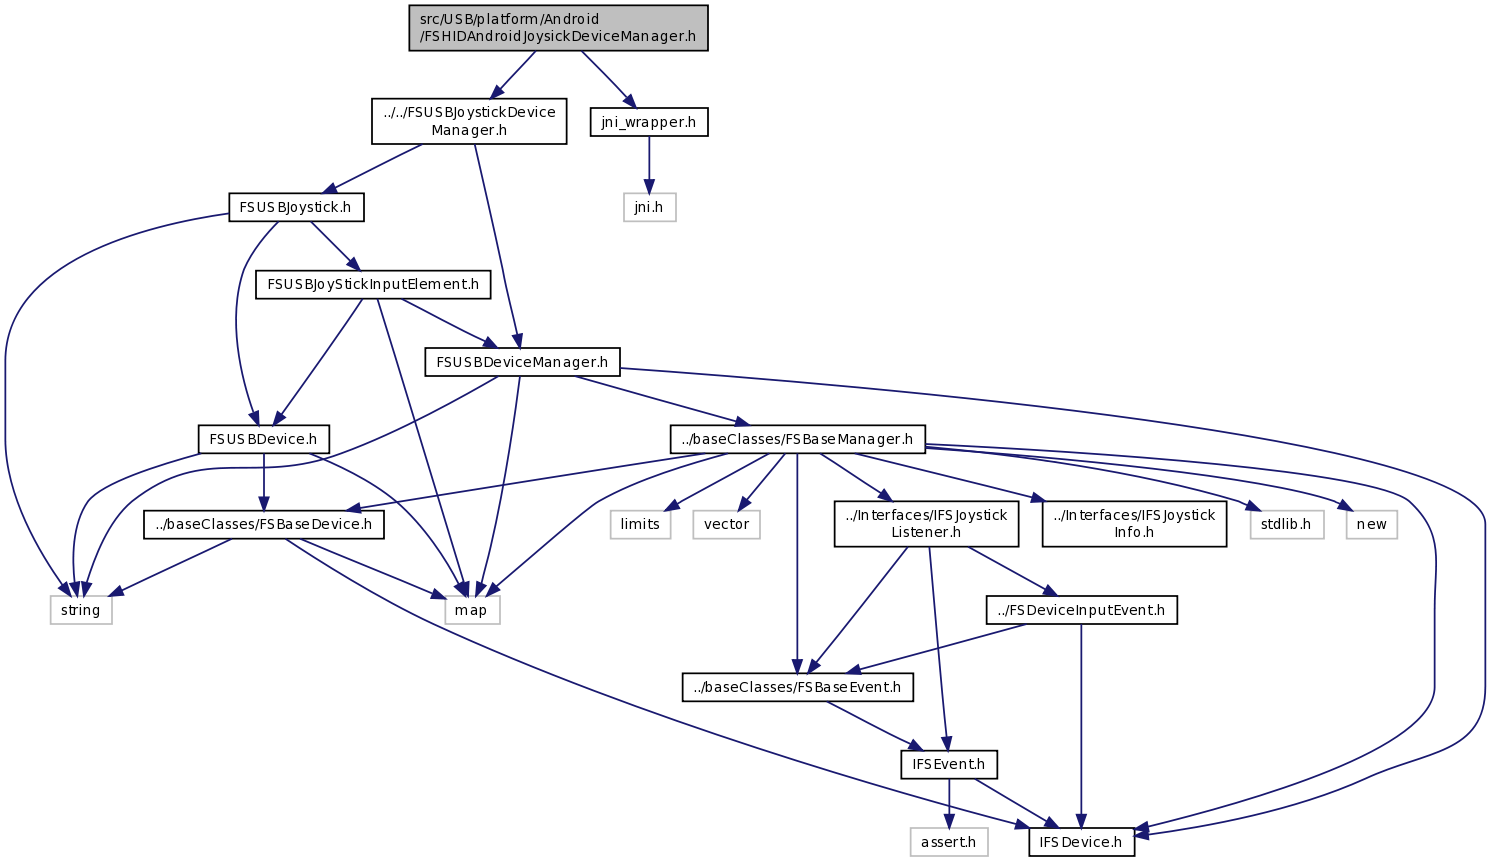 src/USB/platform/Android
/FSHIDAndroidJoysickDeviceManager.h
../../FSUSBJoystickDevice
Manager.h
jni_wrapper.h
FSUSBJoystick.h
jni.h
FSUSBJoyStickInputElement.h
FSUSBDeviceManager.h
FSUSBDevice.h
../baseClasses/FSBaseManager.h
../baseClasses/FSBaseDevice.h
limits
vector
../Interfaces/IFSJoystick
Listener.h
../Interfaces/IFSJoystick
Info.h
stdlib.h
new
string
map
../FSDeviceInputEvent.h
../baseClasses/FSBaseEvent.h
IFSEvent.h
assert.h
IFSDevice.h